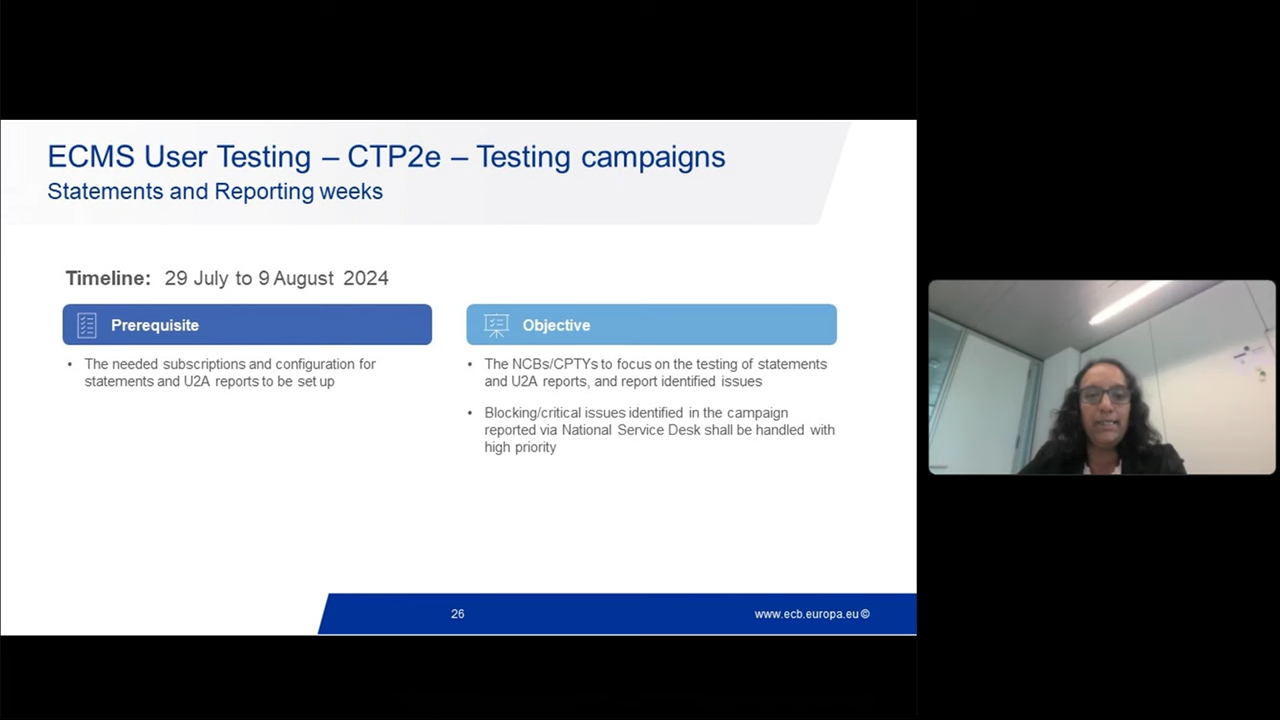 ECMS User Testing – CTP2e – Testing campaigns
Statements and Reporting weeks
Timeline: 29 July to 9 August 2024
Prerequisite
• The needed subscriptions and configuration for
statements and U2A reports to be set up
Objective
• The NCBs/CPTYs to focus on the testing of statements
and U2A reports, and report identified issues
• Blocking/critical issues identified in the campaign
reported via National Service Desk shall be handled with
high priority
26
www.ecb.europa.eu ©